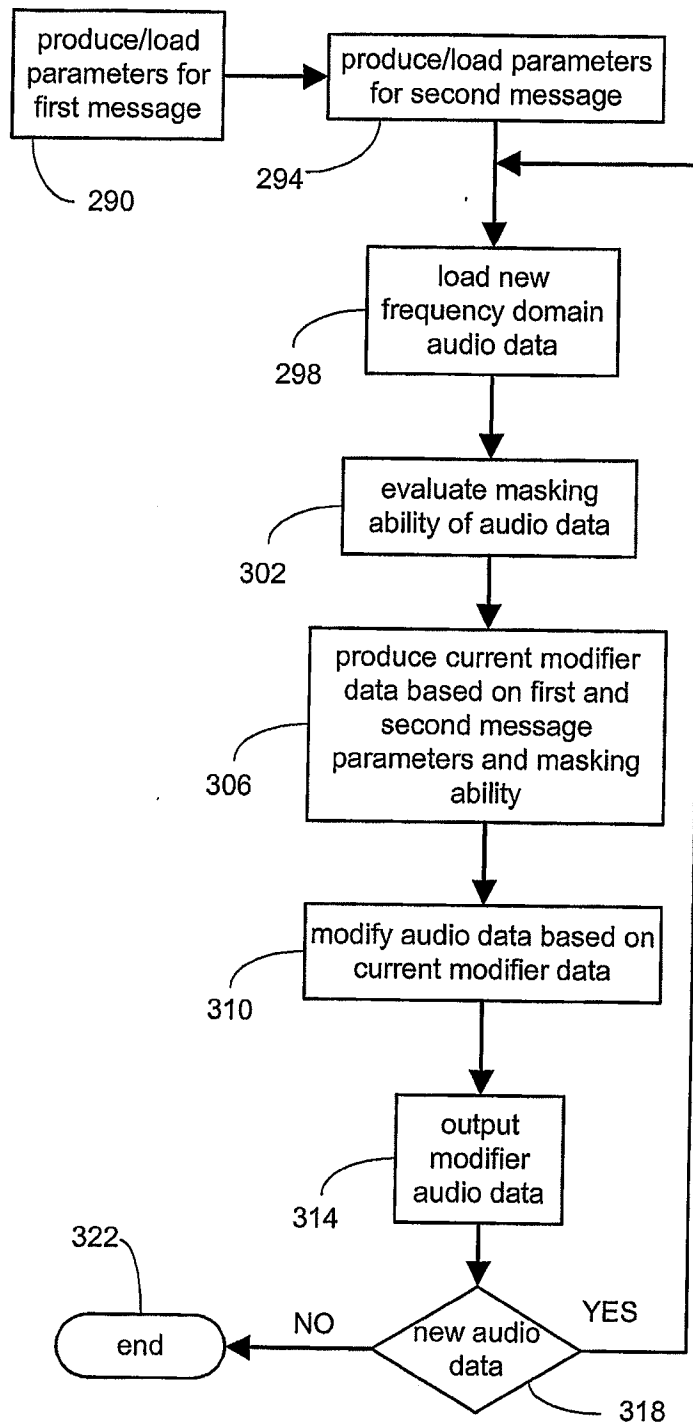 produce/load
parameters for
first message
290
produce/load parameters
for second message
294
load new
frequency domain
audio data
298
evaluate masking
ability of audio data
302
produce current modifier
data based on first and
second message
parameters and masking
ability
306
modify audio data based on
current modifier data
310
output
modifier
audio data
314
new audio
data
318
YES
NO
end
322